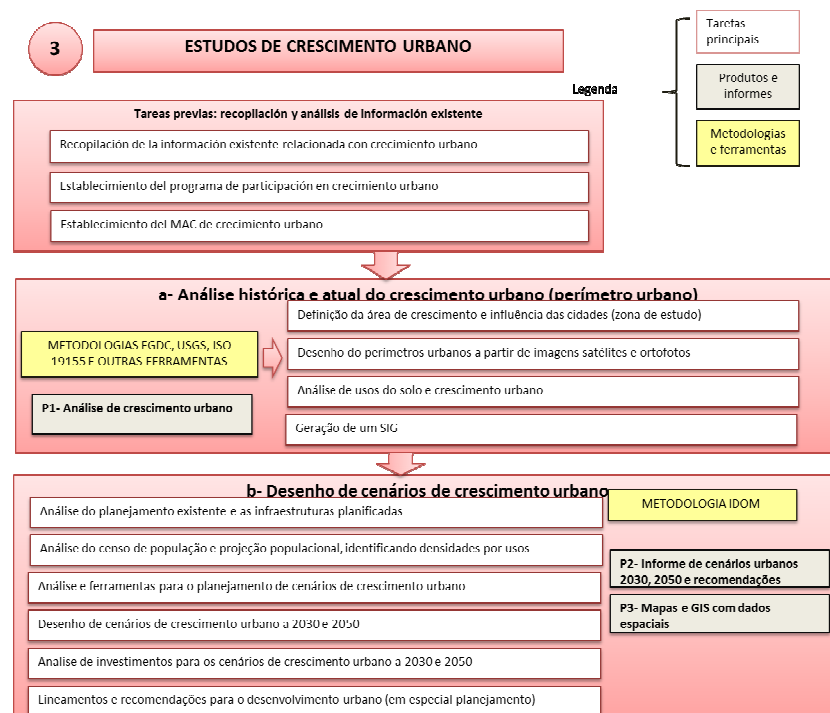 3
ESTUDOS DE CRESCIMENTO URBANO
Legenda
Tarefas
principais
Produtos e
informes
Metodologias
e ferramentas
Tareas previas: recopilación y análisis de información existente
Recopilación de la información existente relacionada con crecimiento urbano
Establecimiento del programa de participación en crecimiento urbano
Establecimiento del MAC de crecimiento urbano
a- Análise histórica e atual do crescimento urbano (perímetro urbano)
METODOLOGIAS FGDC, USGS, ISO
19155 E OUTRAS FERRAMENTAS
P1- Análise de crescimento urbano
Definição da área de crescimento e influência das cidades (zona de estudo)
Desenho do perímetros urbanos a partir de imagens satélites e ortofotos
Análise de usos do solo e crescimento urbano
Geração de um SIG
b- Desenho de cenários de crescimento urbano
METODOLOGIA IDOM
Análise do planejamento existente e as infraestruturas planificadas
Análise do censo de população e projeção populacional, identificando densidades por usos
Análise e ferramentas para o planejamento de cenários de crescimento urbano
Desenho de cenários de crescimento urbano a 2030 e 2050
Analise de investimentos para os cenários de crescimento urbano a 2030 e 2050
Lineamentos e recomendações para o desenvolvimento urbano (em especial planejamento)
P2- Informe de cenários urbanos
2030, 2050 e recomendações
P3- Mapas e GIS com dados
espaciais